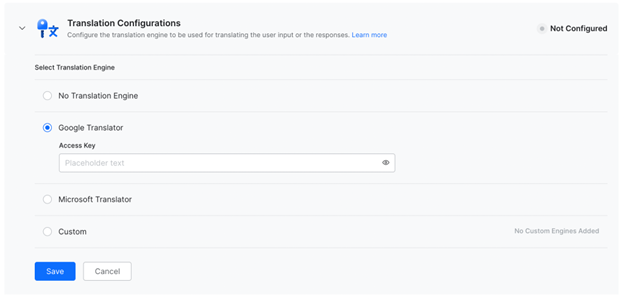 Translation Configurations
Configure the translation engine to be used for translating the user input or the responses. Learn more
Not Configured
Select Translation Engine
No Translation Engine
Google Translator
Access Key
Placeholder text
Microsoft Translator
Custom
No Custom Engines Added
Save
Cancel